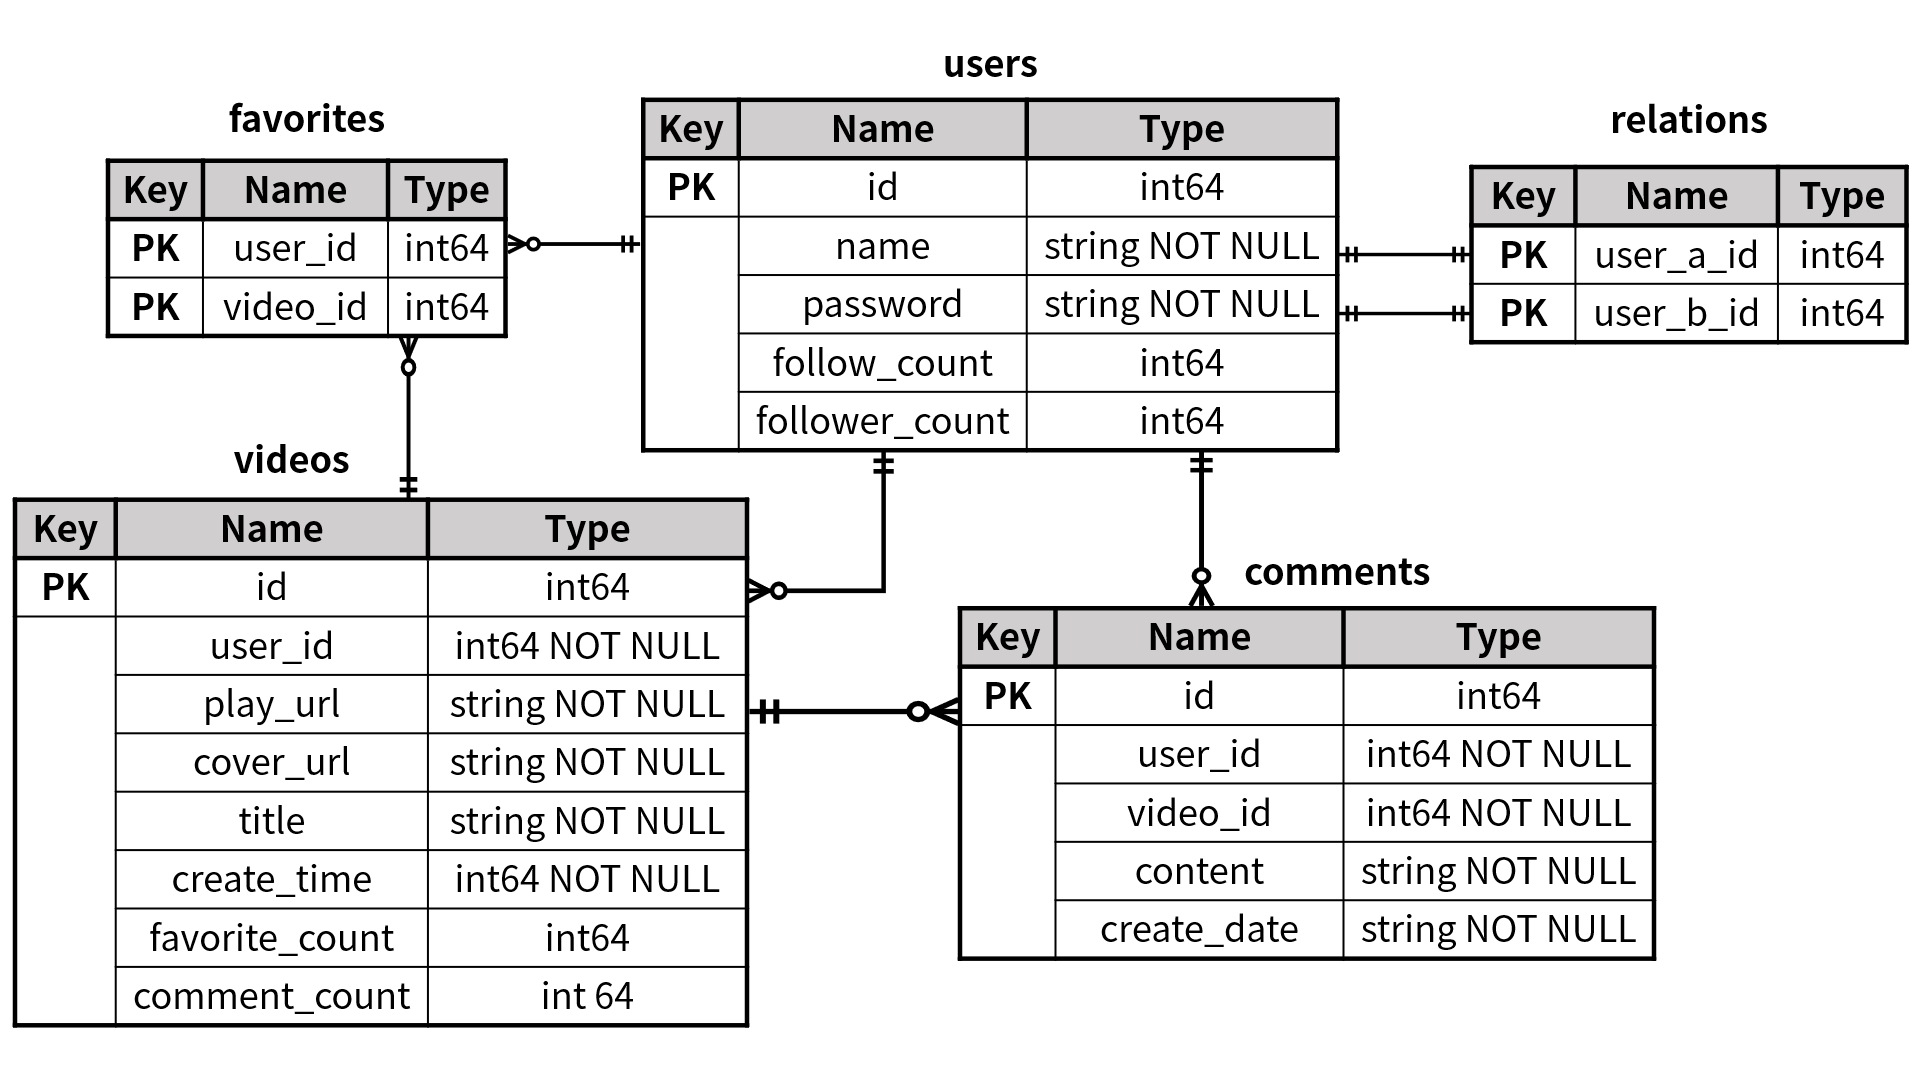 users
Key Name Type
PK id int64
name string NOT NULL
password string NOT NULL
follow_count int64
follower_count int64
favorites
Key Name Type
PK user_id int64
PK video_id int64
relations
Key Name Type
PK user_a_id int64
PK user_b_id int64
videos
Key Name Type
PK id int64
user_id int64 NOT NULL
play_url string NOT NULL
cover_url string NOT NULL
title string NOT NULL
create_time int64 NOT NULL
favorite_count int64
comment_count int 64
comments
Key Name Type
PK id int64
user_id int64 NOT NULL
video_id int64 NOT NULL
content string NOT NULL
create_date string NOT NULL